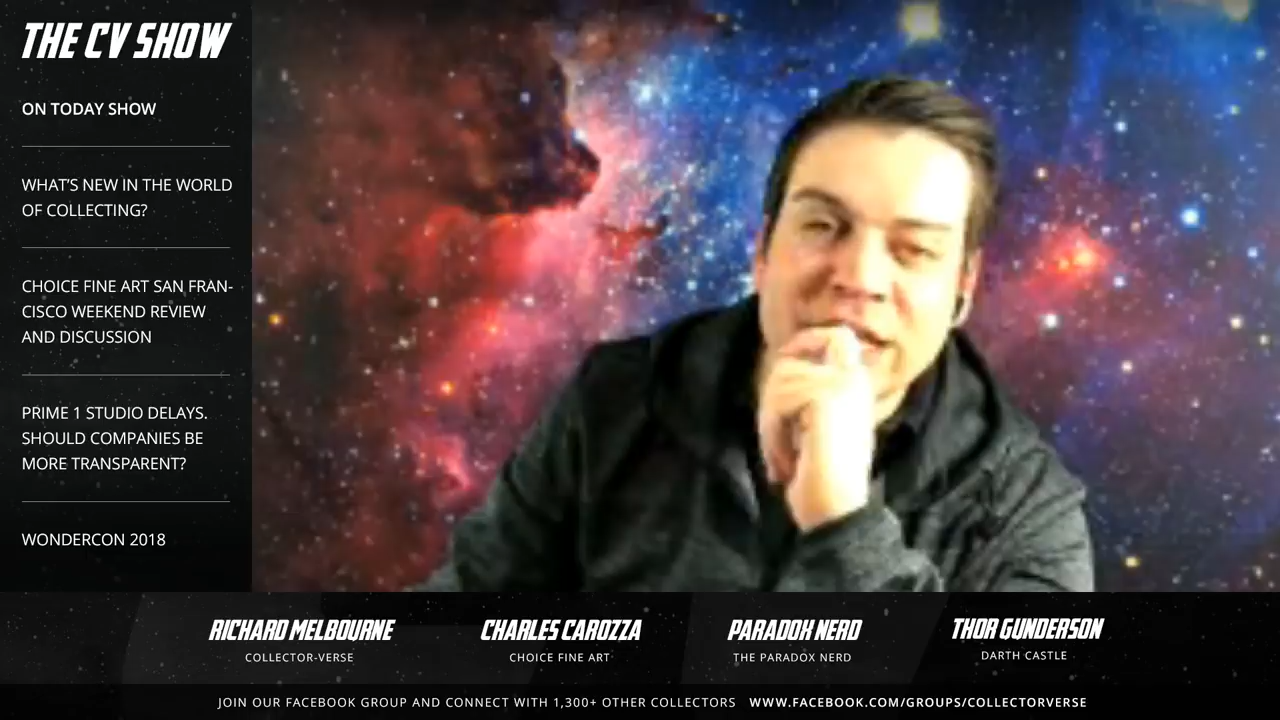 THE CV SHOW
ON TODAY SHOW
WHAT'S NEW IN THE WORLD
OF COLLECTING?
CHOICE FINE ART SAN FRAN-
CISCO WEEKEND REVIEW
AND DISCUSSION
PRIME 1 STUDIO DELAYS.
SHOULD COMPANIES BE
MORE TRANSPARENT?
WONDERCON 2018
RICHARD MELBOURNE
COLLECTOR-VERSE
CHARLES CAROZZA
CHOICE FINE ART
PARADOX NERD
THE PARADOX NERD
THOR GUNDERSON
DARTH CASTLE
JOIN OUR FACEBOOK GROUP AND CONNECT WITH 1,300+ OTHER COLLECTORS WWW.FACEBOOK.COM/GROUPS/COLLECTORVERSE